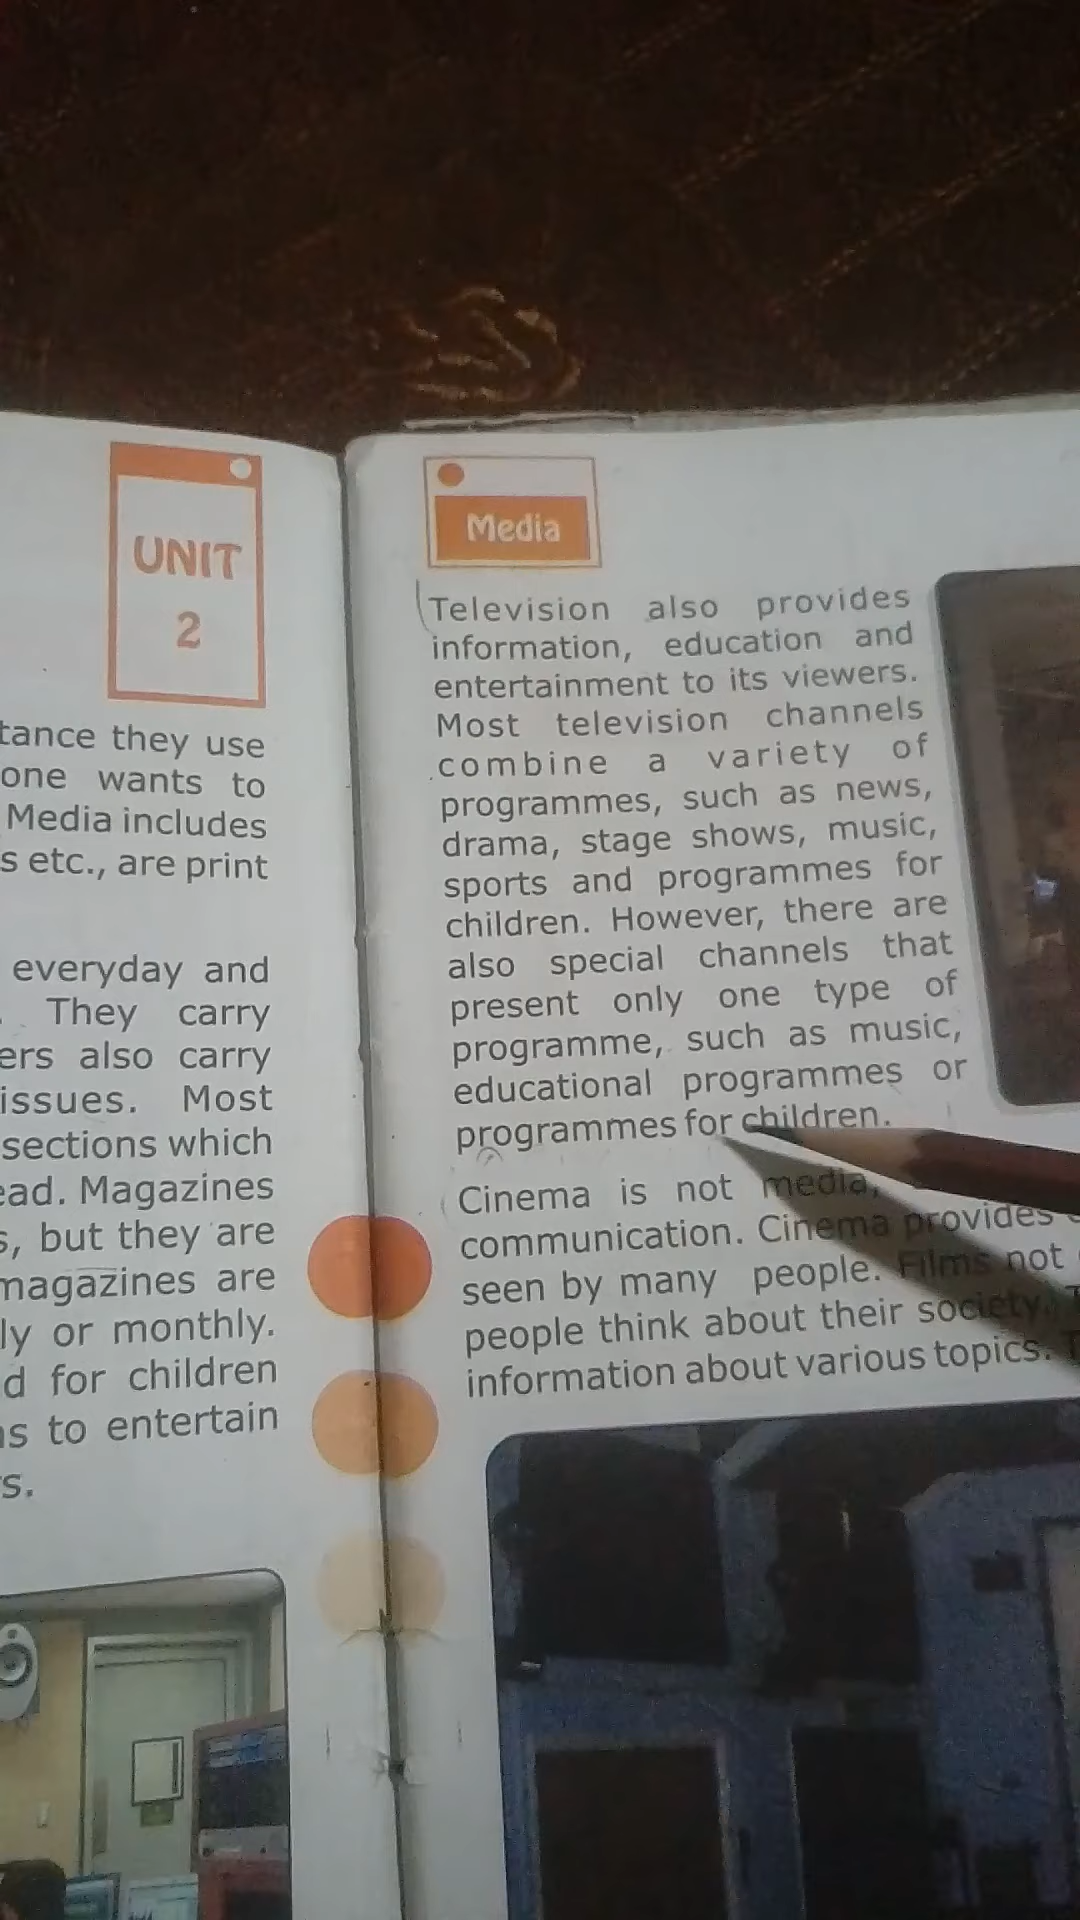 UNIT
2
tance they use
one wants to
Media includes
s etc., are print
everyday and
. They carry
ers also carry
issues. Most
sections which
ead. Magazines
s, but they are
magazines are
ly or monthly.
d for children
ns to entertain
s.
Media
Television also provides
information, education and
entertainment to its viewers.
Most television channels
combine a variety of
programmes, such as news,
drama, stage shows, music,
sports and programmes for
children. However, there are
also special channels that
present only one type of
programme, such as music,
educational programmes or
programmes for children.
Cinema is not media,
communication. Cinema provides
seen by many people. Films not
people think about their society.
information about various topics.